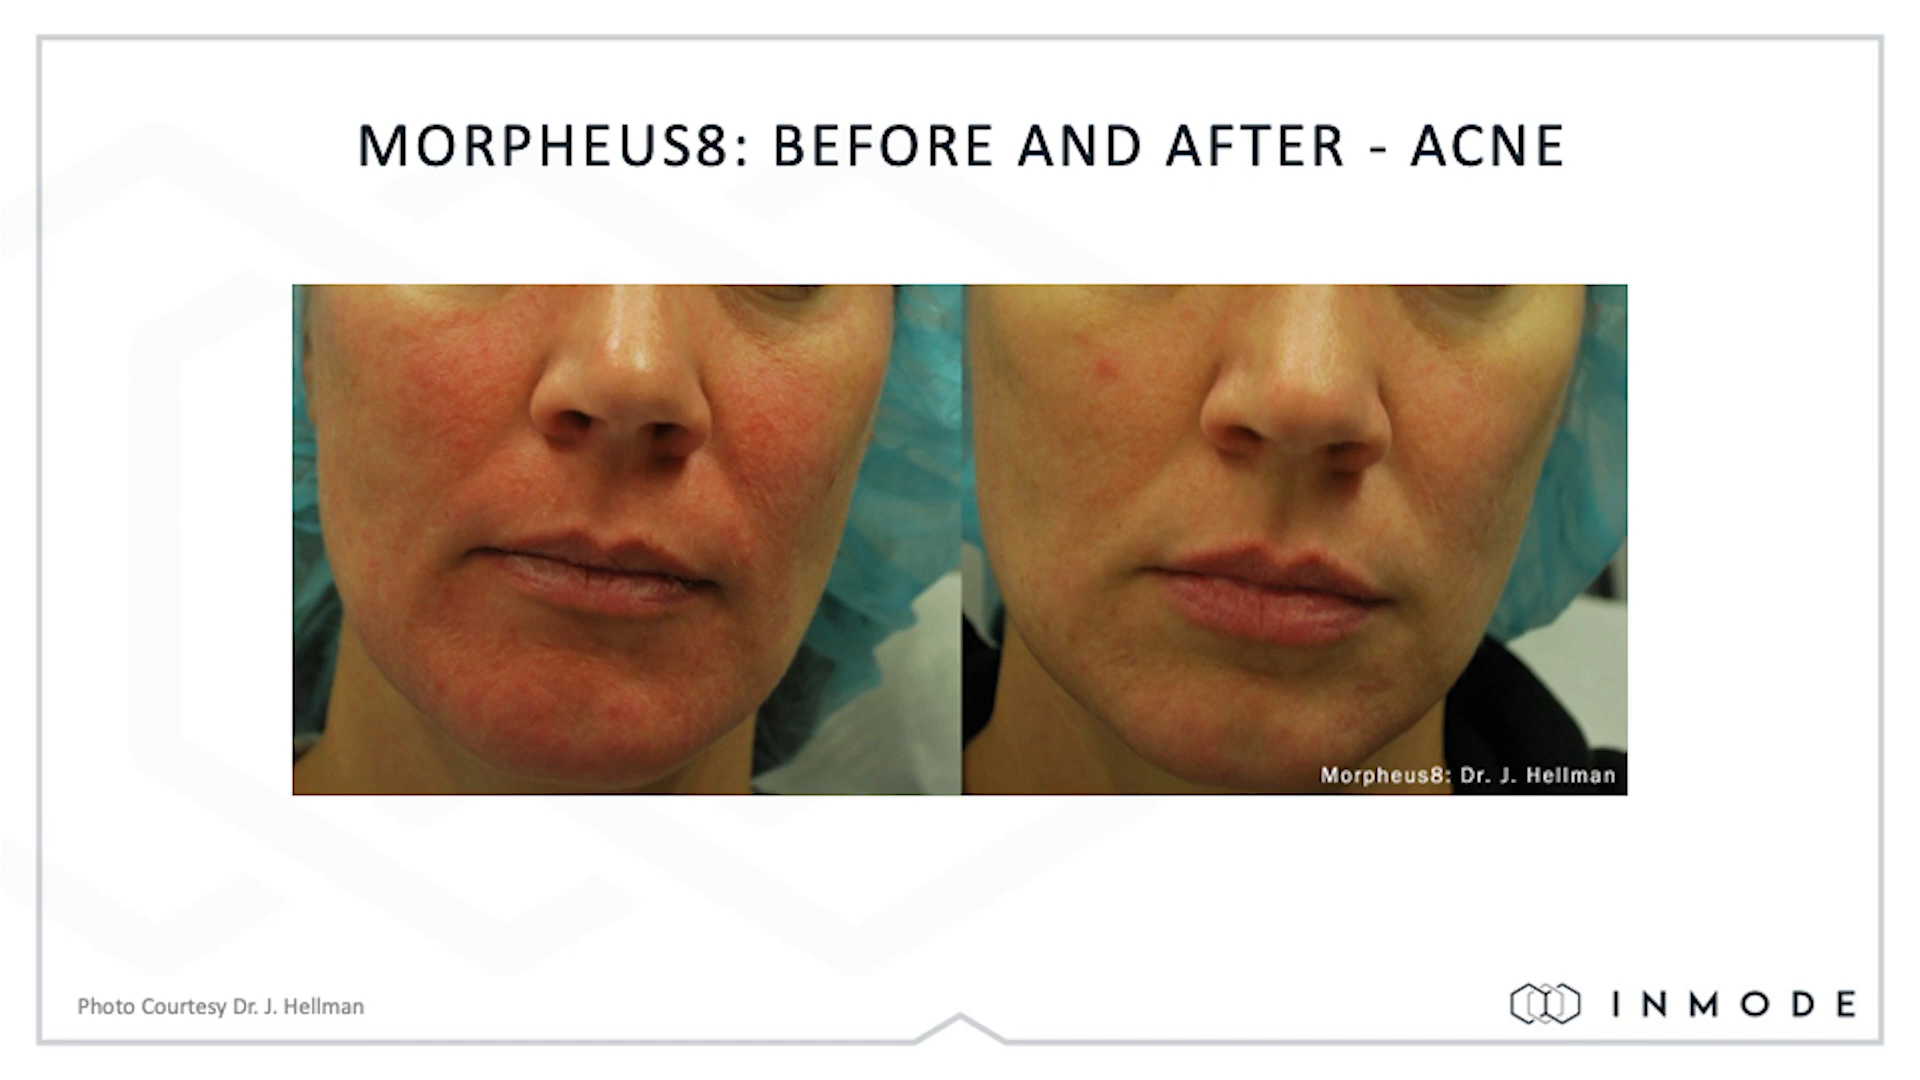 MORPHEUS8: BEFORE AND AFTER - ACNE
Morpheus8: Dr. J. Hellman
Photo Courtesy Dr. J. Hellman
INMODE